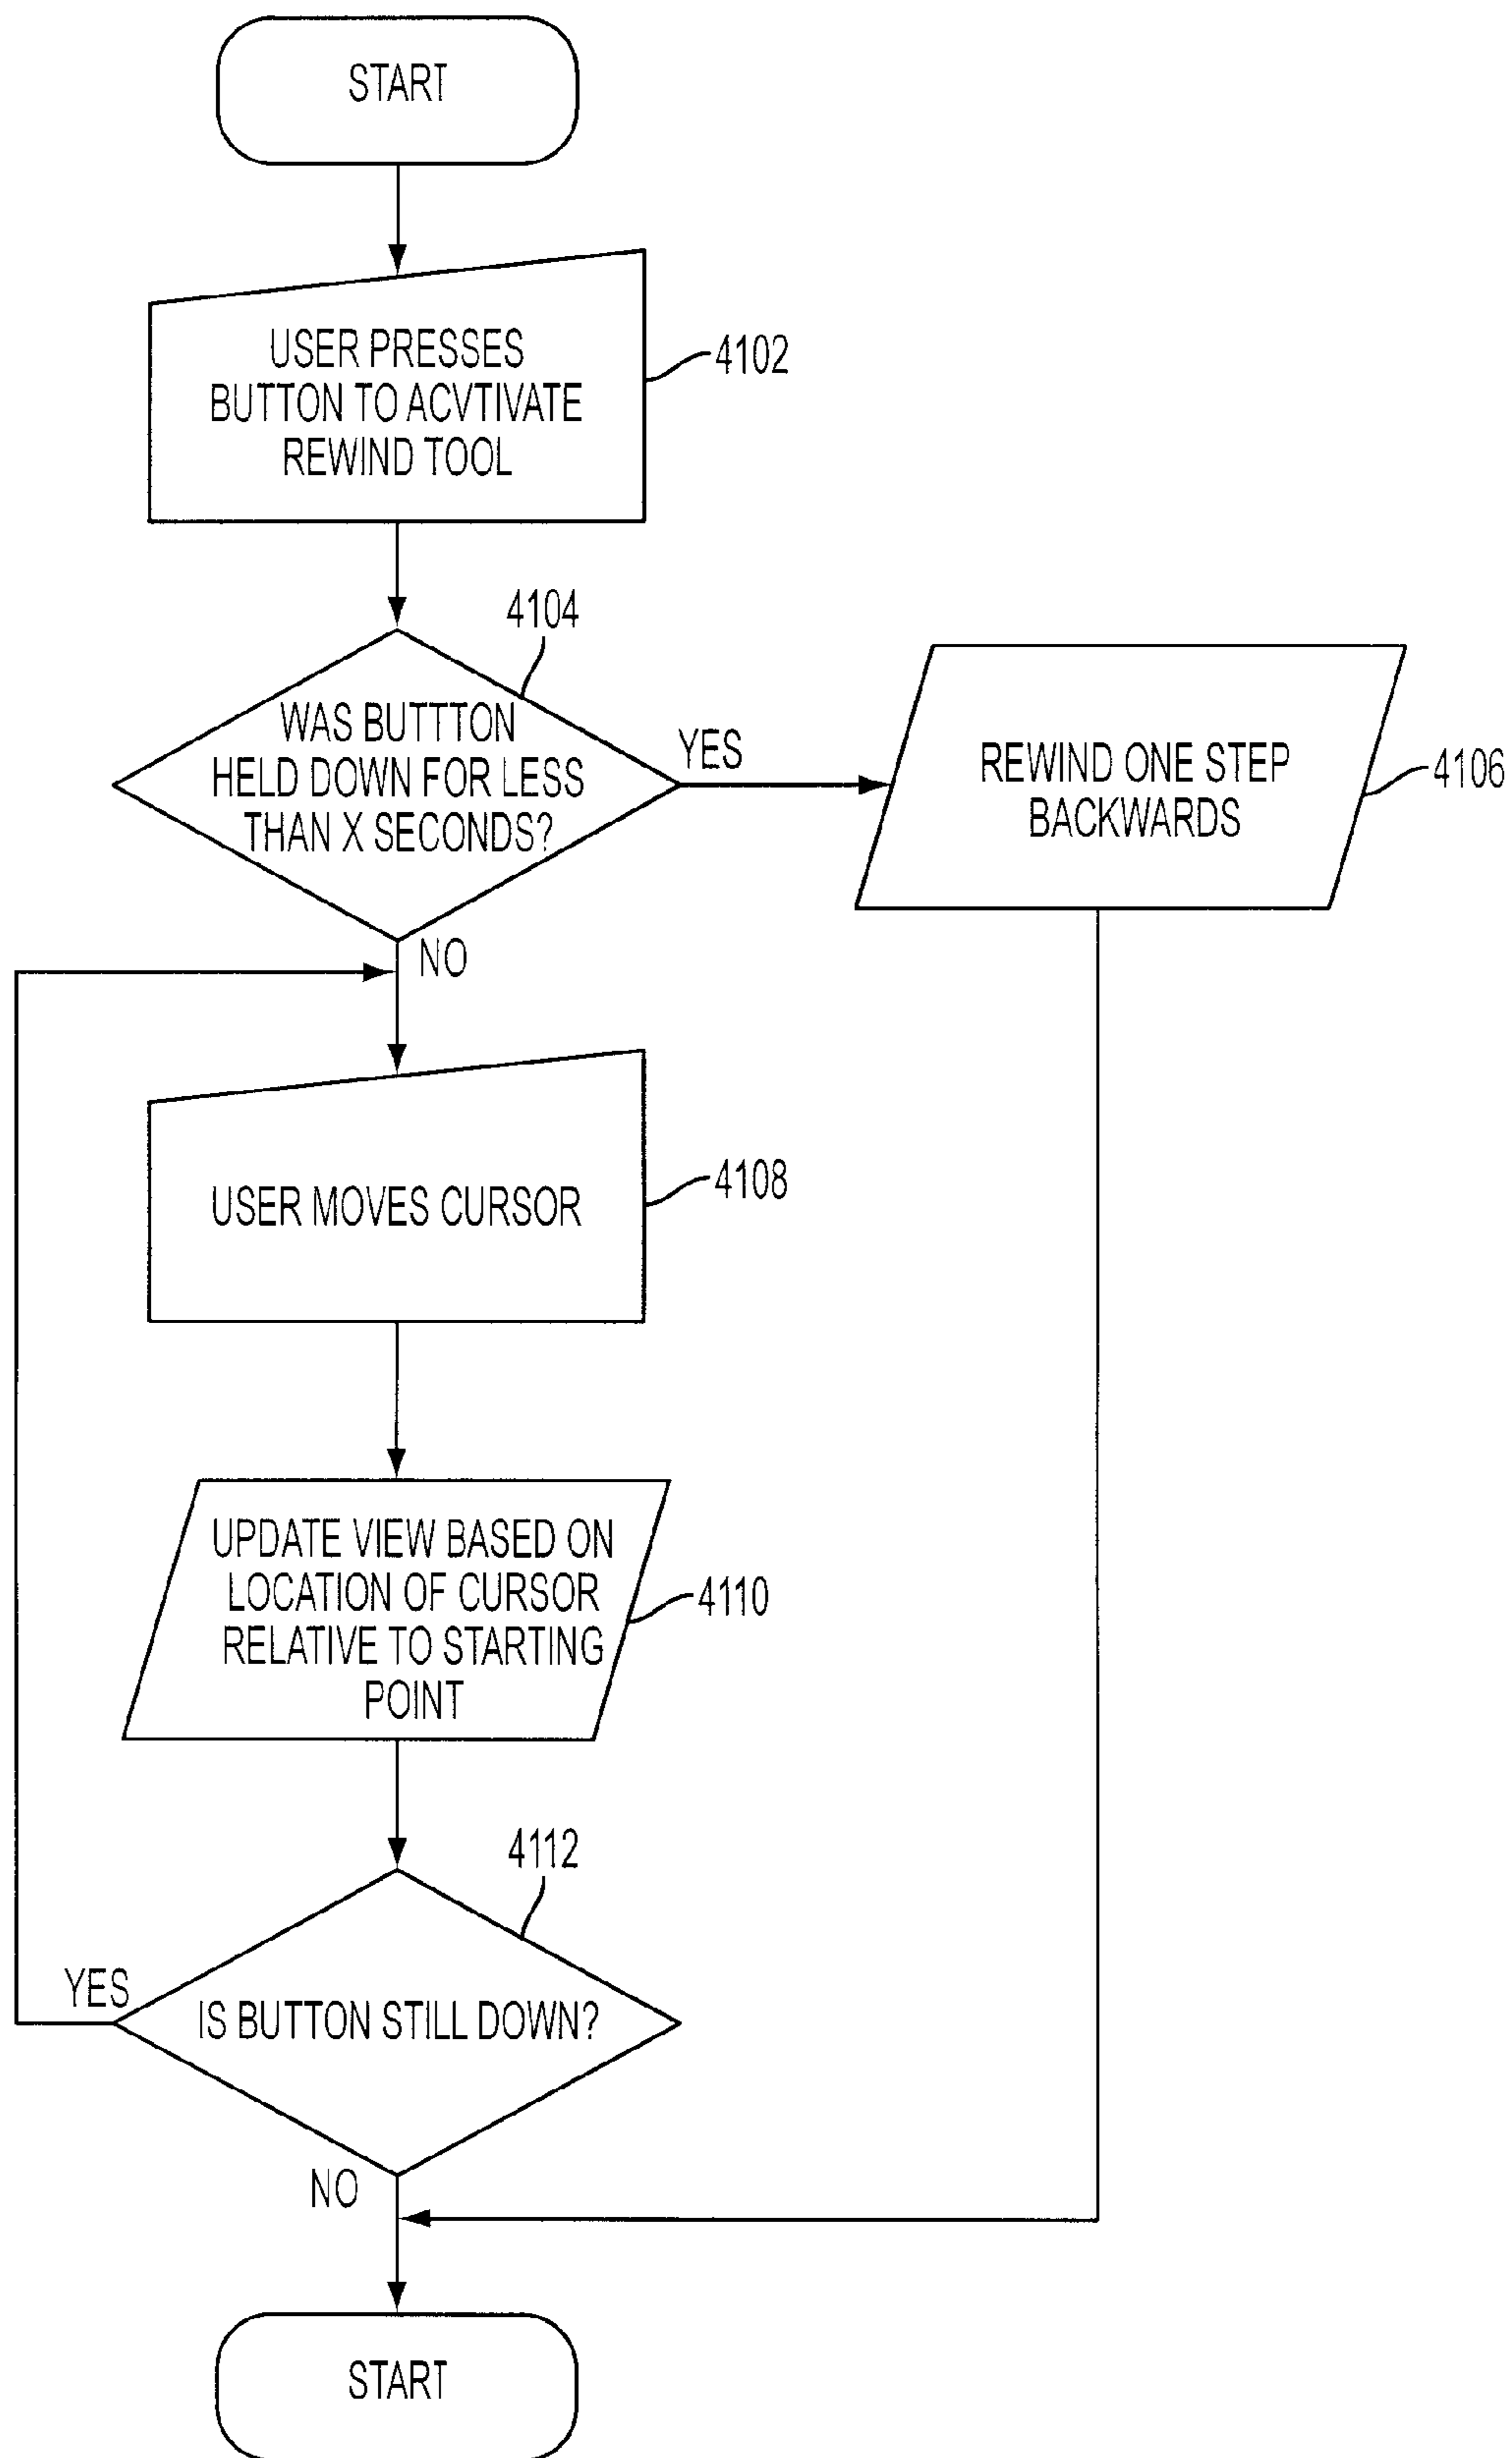 START
USER PRESSES
BUTTON TO ACVTIVATE
REWIND TOOL
4102
4104
WAS BUTTTON
HELD DOWN FOR LESS
THAN X SECONDS?
YES
REWIND ONE STEP
BACKWARDS
4106
NO
USER MOVES CURSOR
4108
UPDATE VIEW BASED ON
LOCATION OF CURSOR
RELATIVE TO STARTING
POINT
4110
4112
YES
IS BUTTON STILL DOWN?
NO
START